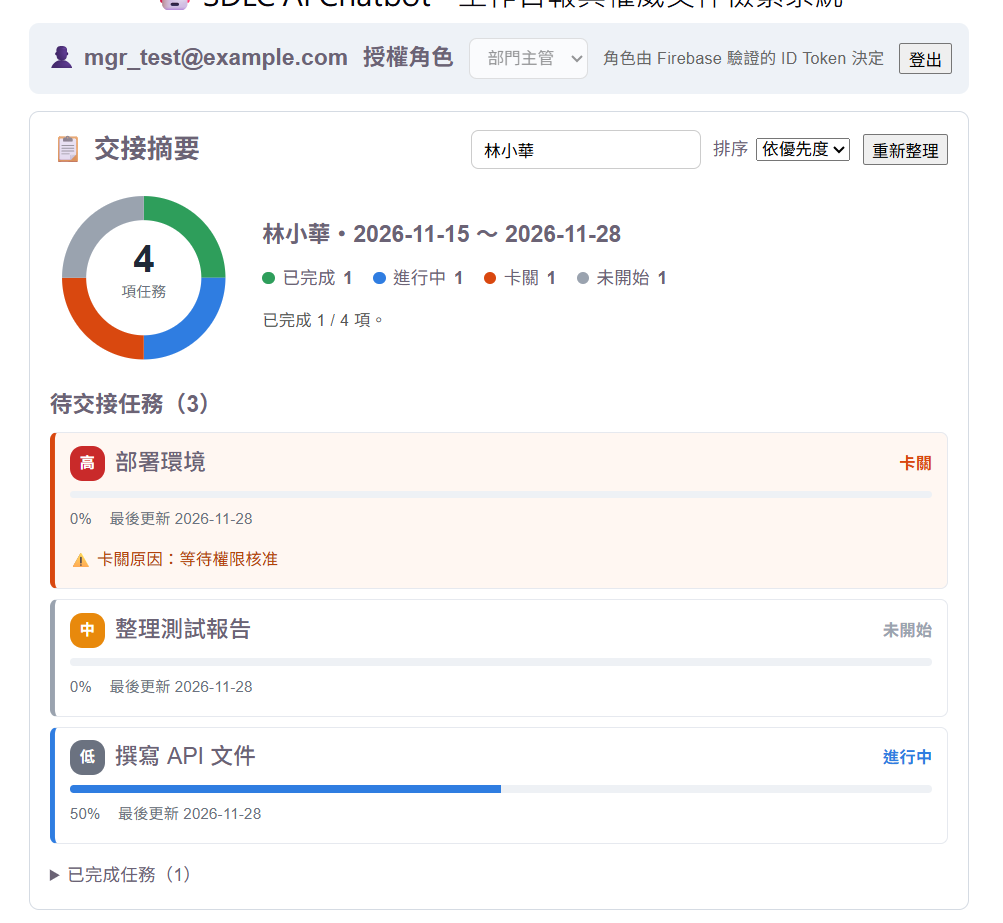 SDLC AI Chatbot
mgr_test@example.com 授權角色 部門主管 角色由 Firebase 驗證的 ID Token 決定 登出
交接摘要 林小華 排序 依優先度 重新整理
4
項任務
林小華・2026-11-15 ～ 2026-11-28
已完成 1 進行中 1 卡關 1 未開始 1
已完成 1 / 4 項。
待交接任務（3）
高 部署環境 卡關
0% 最後更新 2026-11-28
卡關原因：等待權限核准
中 整理測試報告 未開始
0% 最後更新 2026-11-28
低 撰寫 API 文件 進行中
50% 最後更新 2026-11-28
已完成任務（1）